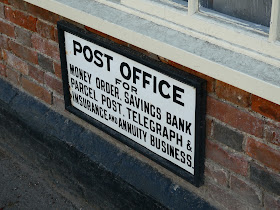 POST OFFICE
FOR
MONEY ORDER. SAVINGS BANK
PARCEL POST. TELEGRAPH &
INSURANCE AND ANNUITY BUSINESS.